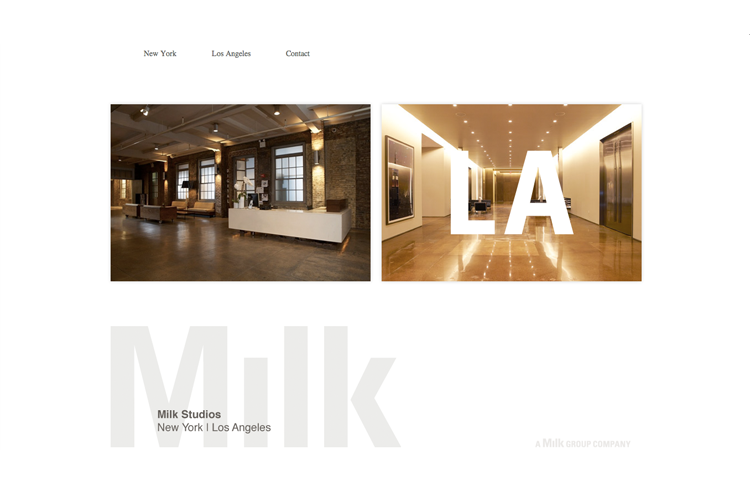 New York Los Angeles Contact
LA
Milk
Milk Studios
New York | Los Angeles
A Milk GROUP COMPANY